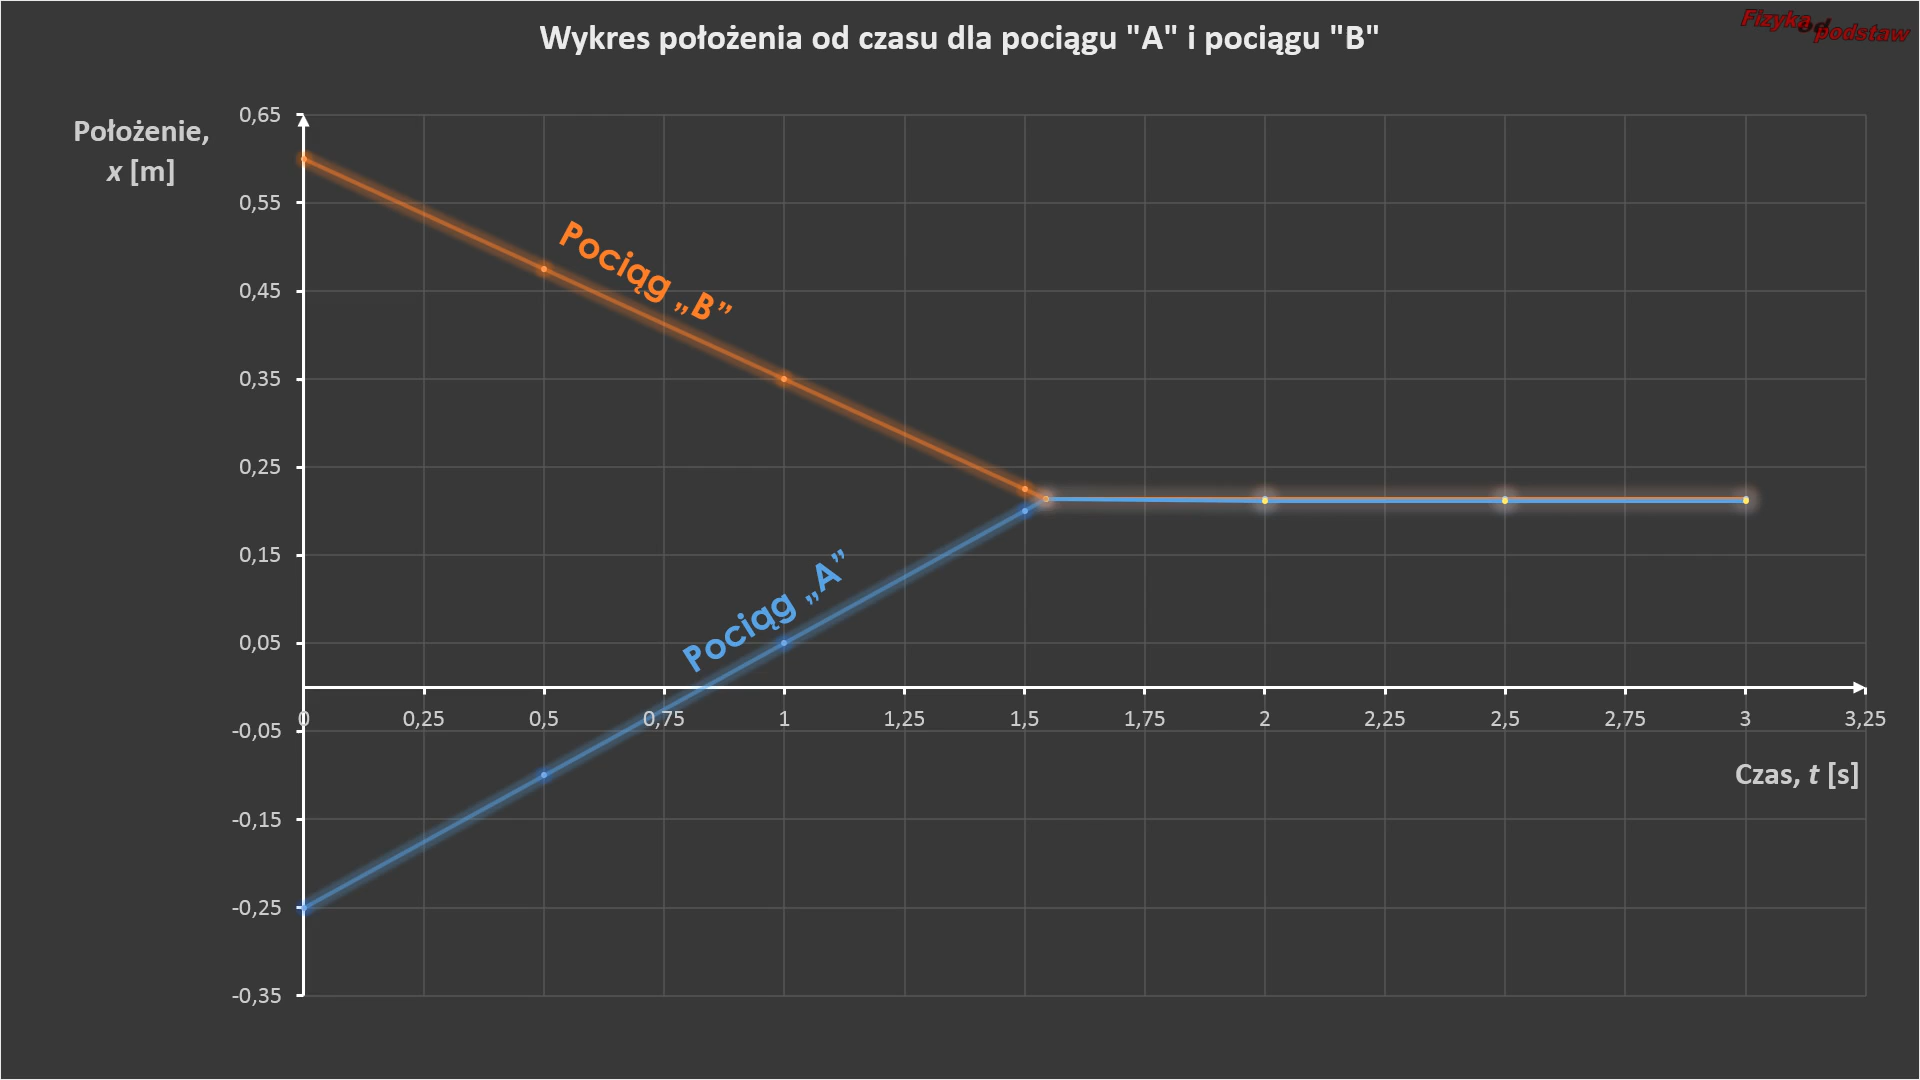 Wykres położenia od czasu dla pociągu "A" i pociągu "B"
Fizyka
od
podstaw
Położenie,
x [m]
0,65
0,55
0,45
0,35
0,25
0,15
0,05
-0,05
-0,15
-0,25
-0,35
Pociąg „B”
Pociąg „A”
0 0,25 0,5 0,75 1 1,25 1,5 1,75 2 2,25 2,5 2,75 3 3,25
Czas, t [s]